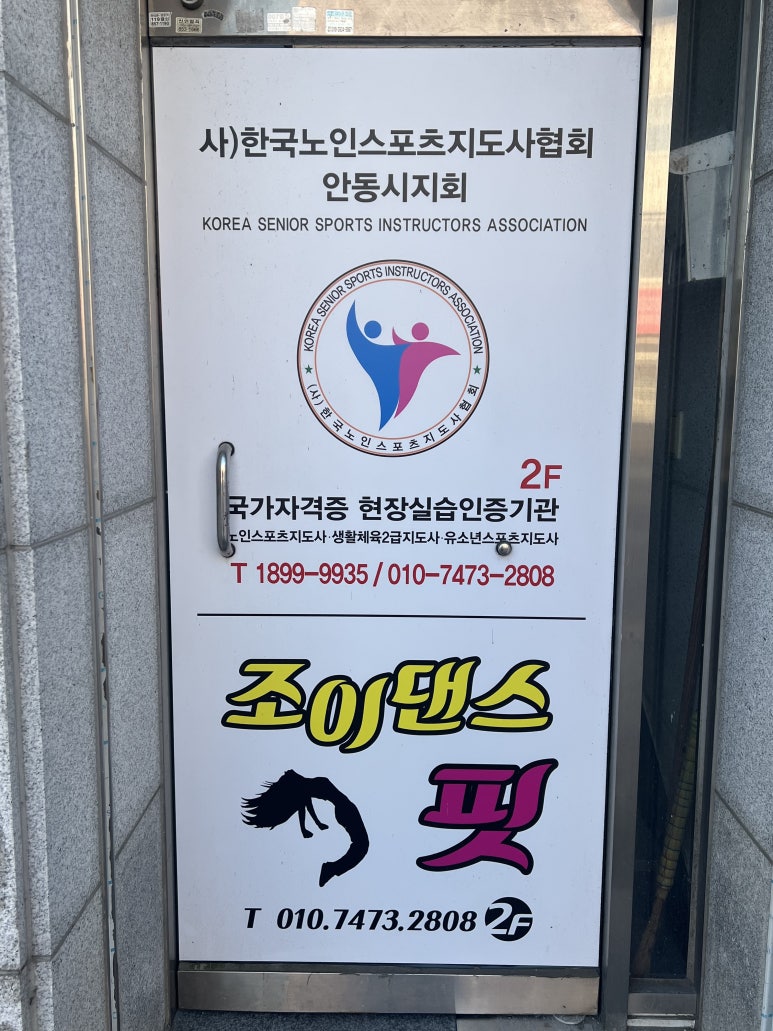 사)한국노인스포츠지도사협회
안동시지회
KOREA SENIOR SPORTS INSTRUCTORS ASSOCIATION
KOREA SENIOR SPORTS INSTRUCTORS ASSOCIATION
(사)한국노인스포츠지도사협회
2F
국가자격증 현장실습인증기관
노인스포츠지도사·생활체육2급지도사·유소년스포츠지도사
T 1899-9935 / 010-7473-2808
조이댄스
핏
T 010.7473.2808 2F